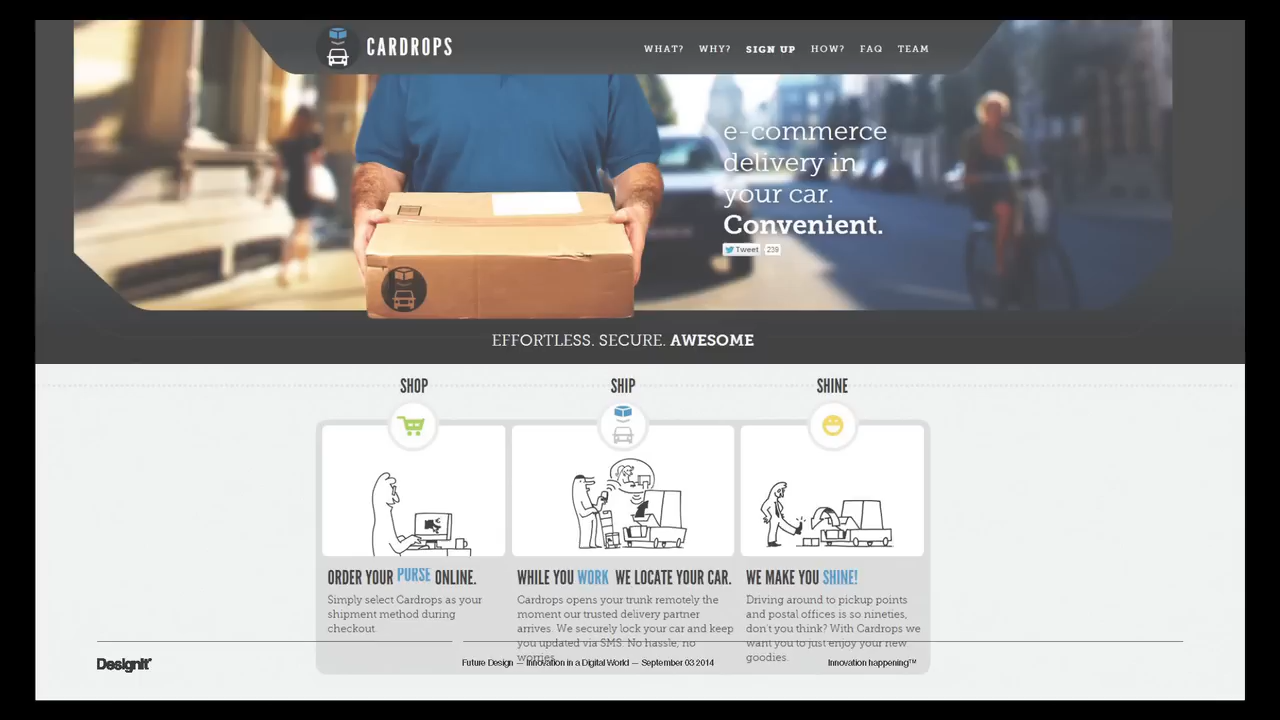 CARDROPS
WHAT? WHY? SIGN UP HOW? FAQ TEAM
e-commerce
delivery in
your car.
Convenient.
Tweet 239
EFFORTLESS. SECURE. AWESOME
SHOP
SHIP
SHINE
ORDER YOUR PURSE ONLINE.
Simply select Cardrops as your
shipment method during
checkout.
WHILE YOU WORK WE LOCATE YOUR CAR.
Cardrops opens your trunk remotely the
moment our trusted delivery partner
arrives. We securely lock your car and keep
you updated via SMS. No hassle, no
worries.
WE MAKE YOU SHINE!
Driving around to pickup points
and postal offices is so nineties,
don't you think? With Cardrops we
want you to just enjoy your new
goodies.
Designit
Future Design — Innovation in a Digital World — September 03 2014
Innovation happening™